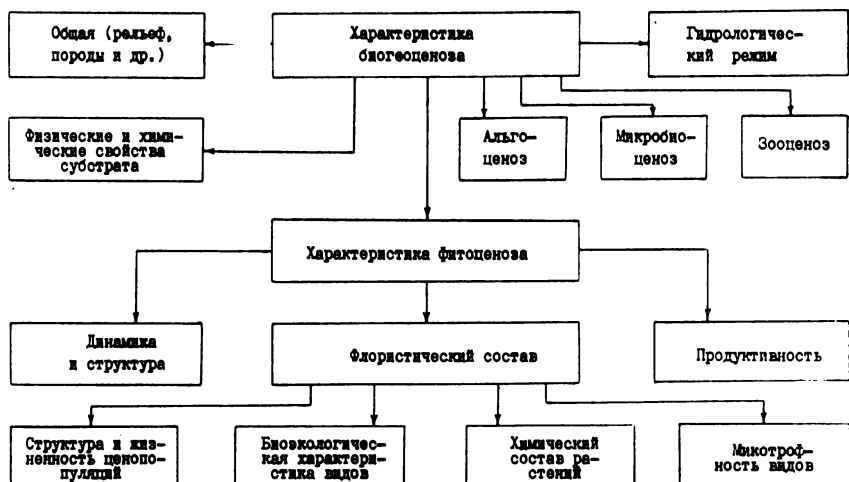 Общая (рельеф,
породы и др.)
Характеристика
биогеоценоза
Гидрологичес-
кий режим
Физические и хими-
ческие свойства
субстрата
Альго-
ценоз
Микробио-
ценоз
Зооценоз
Характеристика фитоценоза
Динамика
и структура
Флористический состав
Продуктивность
Структура и жиз-
ненность ценопо-
пуляций
Биоэкологичес-
кая характери-
стика видов
Химический
состав ра-
стений
Микотроф-
ность видов